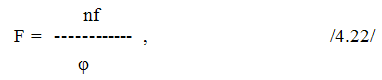 nf
F = ------------ , /4.22/
φ